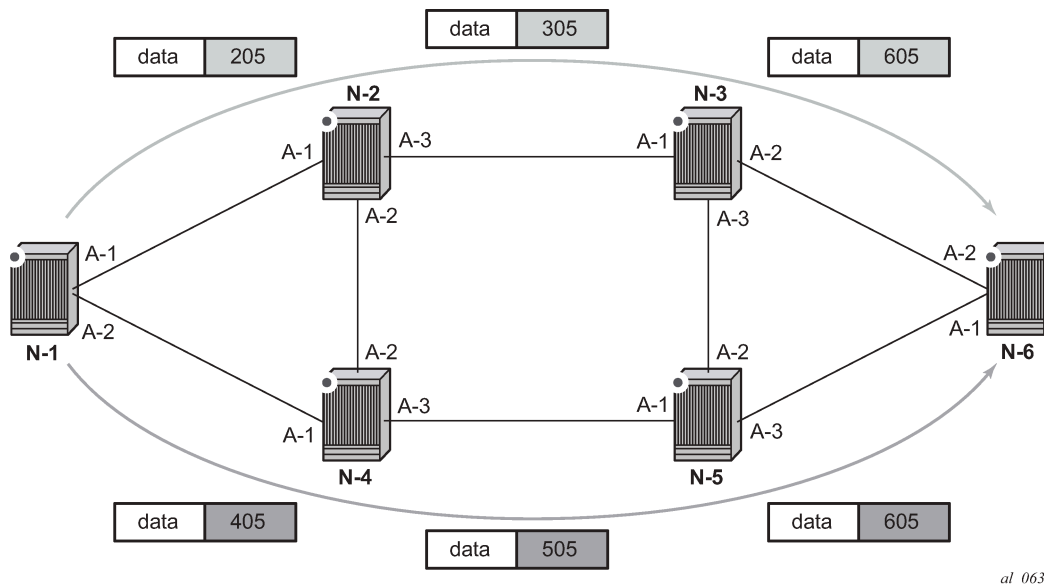 data 205
data 305
data 605
N-2
N-3
A-1
A-3
A-1
A-2
A-2
A-3
A-1
A-2
A-2
A-1
N-1
N-6
A-2
A-2
A-1
A-3
A-1
A-3
N-4
N-5
data 405
data 505
data 605
al_063